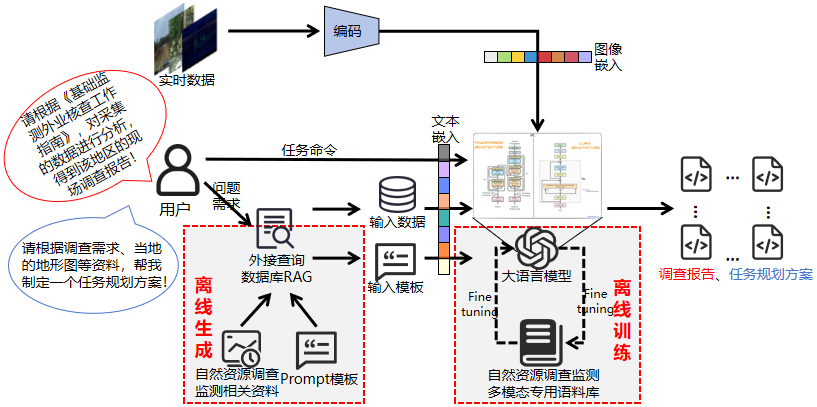 实时数据
编码
图像
嵌入
请根据《基础监
测外业核查工作
指南》，对采集
的数据进行分析，
得到该地区的现
场调查报告！
文本
嵌入
任务命令
TRANSFORMERS
ARCHITECTURE
LLAMA
ARCHITECTURE
用户
问题
需求
输入数据
请根据调查需求、当地
的地形图等资料，帮我
制定一个任务规划方案！
外接查询
数据库RAG
输入模板
大语言模型
调查报告、任务规划方案
离线生成
离线训练
Fine
tuning
Fine
tuning
自然资源调查
监测相关资料
Prompt模板
自然资源调查监测
多模态专用语料库